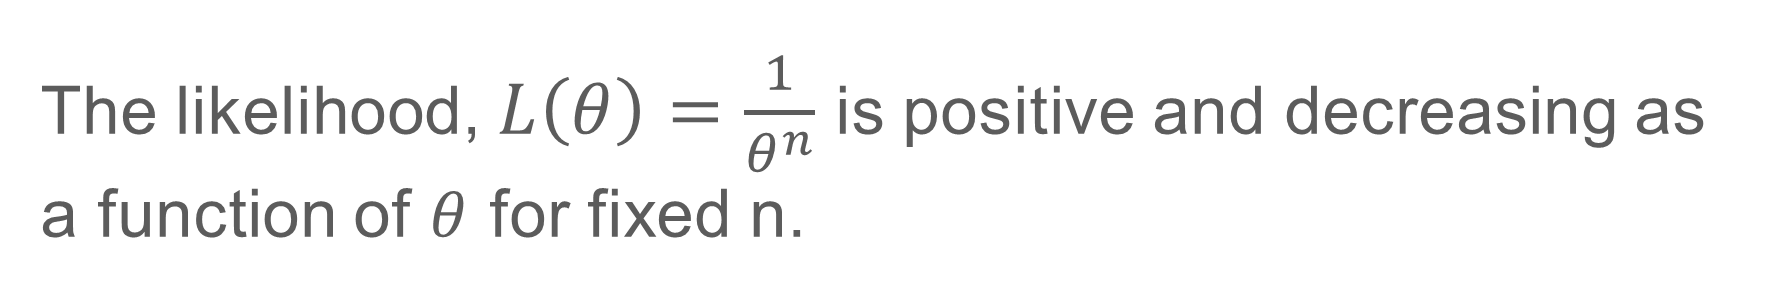 The likelihood, L(θ) = 1/θⁿ is positive and decreasing as
a function of θ for fixed n.